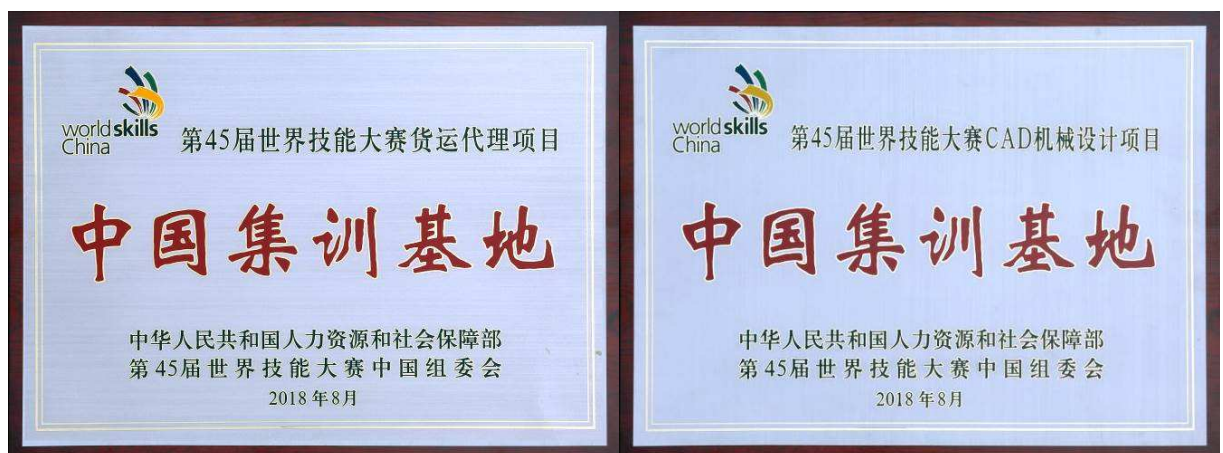 worldskills
China
第45届世界技能大赛货运代理项目
中国集训基地
中华人民共和国人力资源和社会保障部
第45届世界技能大赛中国组委会
2018年8月
worldskills
China
第45届世界技能大赛CAD机械设计项目
中国集训基地
中华人民共和国人力资源和社会保障部
第45届世界技能大赛中国组委会
2018年8月